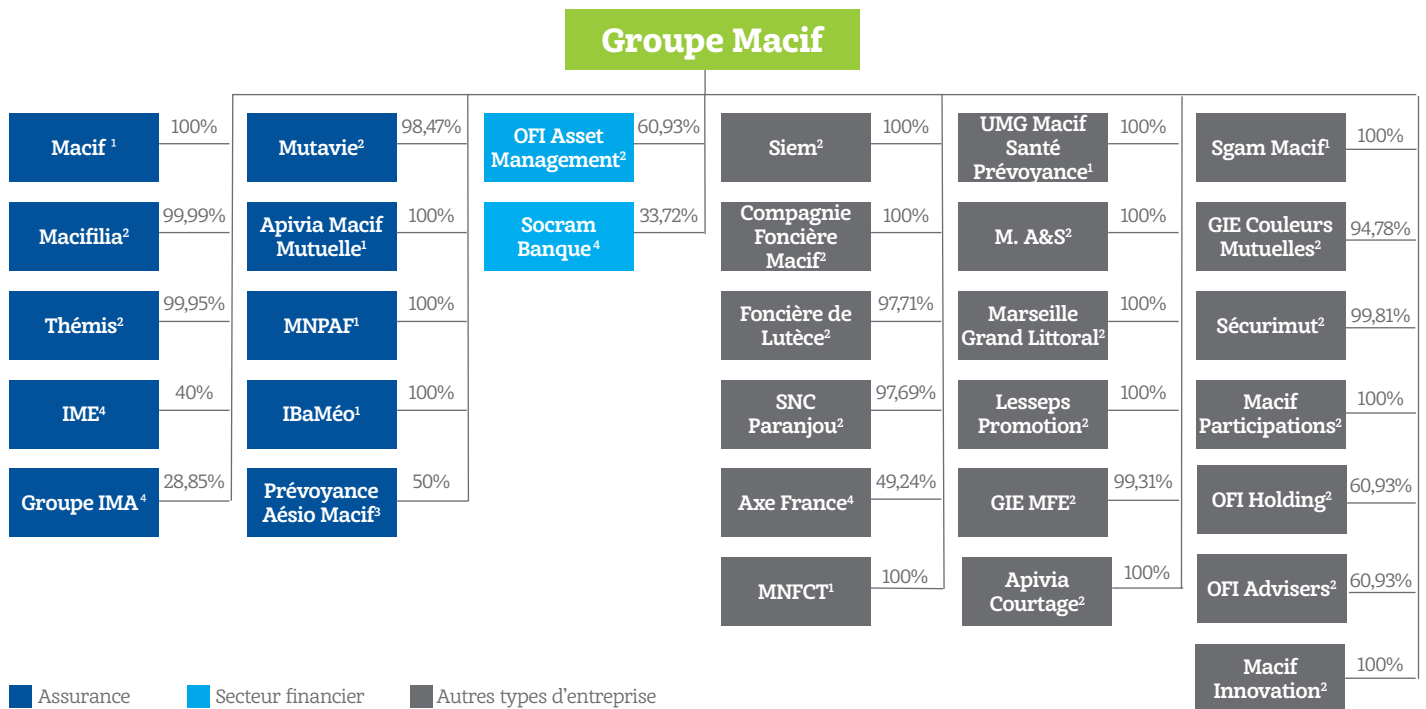 Groupe Macif
Macif ¹
100%
Macifilia²
99,99%
Thémis²
99,95%
IME⁴
40%
Groupe IMA ⁴
28,85%
Mutavie²
98,47%
Apivia Macif
Mutuelle¹
100%
MNPAF¹
100%
IBaMéo¹
100%
Prévoyance
Aésio Macif³
50%
OFI Asset
Management²
60,93%
Socram
Banque ⁴
33,72%
Siem²
100%
Compagnie
Foncière
Macif²
100%
Foncière de
Lutèce²
97,71%
SNC
Paranjou²
97,69%
Axe France⁴
49,24%
MNFCT¹
100%
UMG Macif
Santé
Prévoyance¹
100%
M. A&S²
100%
Marseille
Grand Littoral²
100%
Lesseps
Promotion²
100%
GIE MFE²
99,31%
Apivia
Courtage²
100%
Sgam Macif¹
100%
GIE Couleurs
Mutuelles²
94,78%
Sécurimut²
99,81%
Macif
Participations²
100%
OFI Holding²
60,93%
OFI Advisers²
60,93%
Macif
Innovation²
100%
Assurance
Secteur financier
Autres types d'entreprise